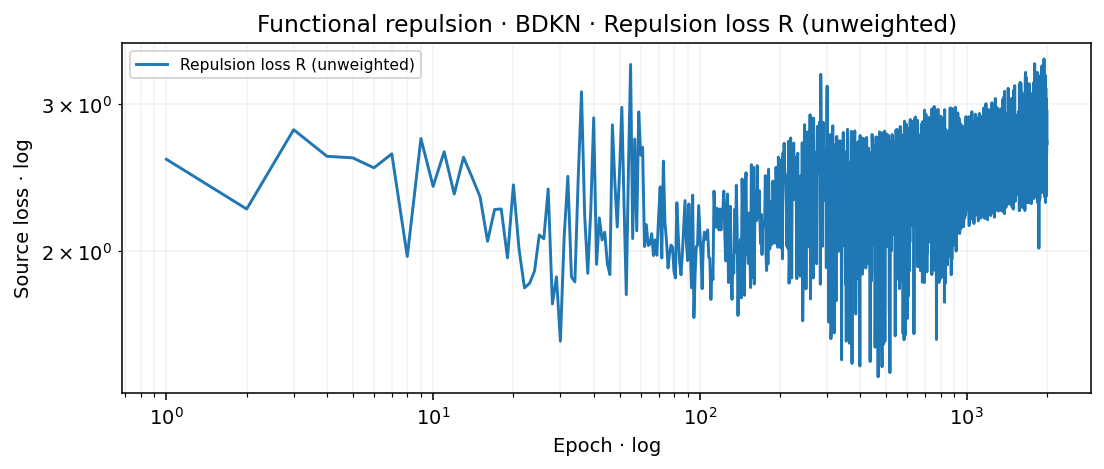 Functional repulsion · BDKN · Repulsion loss R (unweighted)
Repulsion loss R (unweighted)
3 × 10⁰
2 × 10⁰
Source loss · log
10⁰ 10¹ 10² 10³
Epoch · log